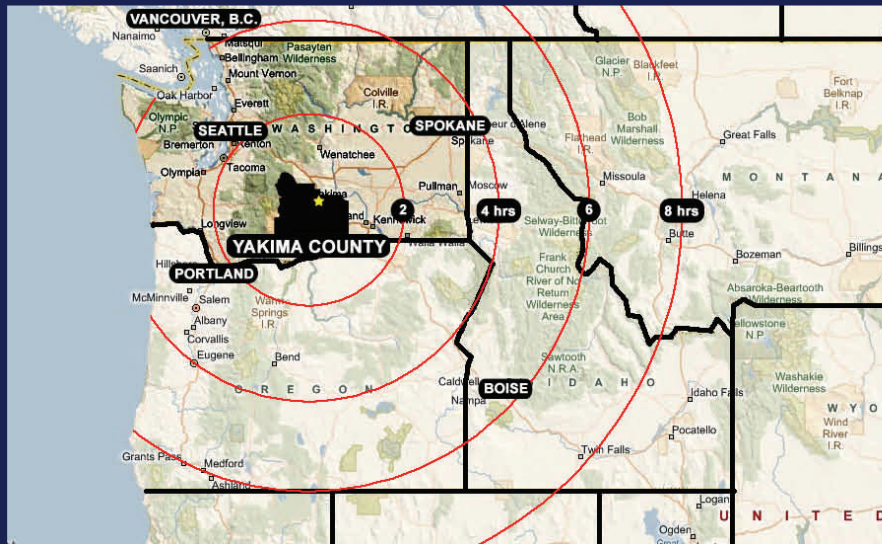 VANCOUVER, B.C.
Nanaimo
Matsqui
Bellingham
Saanich
Mount Vernon
Oak Harbor
Pasayten
Wilderness
Everett
Colville
I.R.
Olympic
N.P.
SEATTLE
WASHINGTO
SPOKANE
Spokane
Bremerton
Renton
Wenatchee
Olympia
Tacoma
Pullman
Moscow
Longview
Kennewick
Walla Walla
2
4 hrs
6
8 hrs
YAKIMA COUNTY
PORTLAND
McMinnville
Salem
Albany
Corvallis
Eugene
Warm
Springs
I.R.
Bend
OREGON
Grants Pass
Medford
Ashland
Glacier
N.P.
Blackfeet
I.R.
Fort
Belknap
I.R.
Flathead
I.R.
Bob
Marshall
Wilderness
Great Falls
MONTANA
Missoula
Helena
Butte
Bozeman
Billings
Wilderness
Frank
Church
River of No
Return
Wilderness
Area
Absaroka-Beartooth
Wilderness
Yellowstone
N.P.
Sawtooth
N.R.A.
IDAHO
Nampa
BOISE
Idaho Falls
Pocatello
Twin Falls
Washakie
Wilderness
WYO
Wind
River
I.R.
Logan
Ogden
Great
UNITED